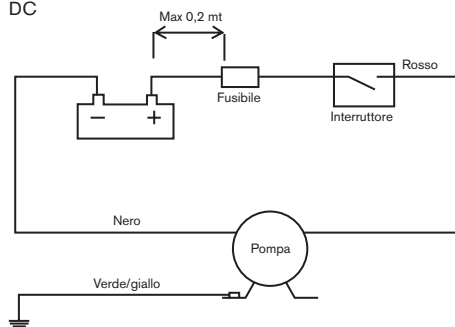 DC
Max 0,2 mt
Rosso
Fusibile
Interruttore
− +
Nero
Pompa
Verde/giallo